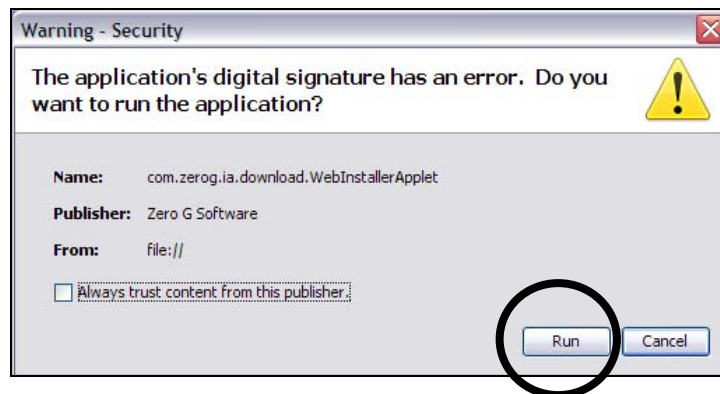 Warning - Security
The application's digital signature has an error.  Do you
want to run the application?
Name: com.zerog.ia.download.WebInstallerApplet
Publisher: Zero G Software
From: file://
Always trust content from this publisher.
Run Cancel